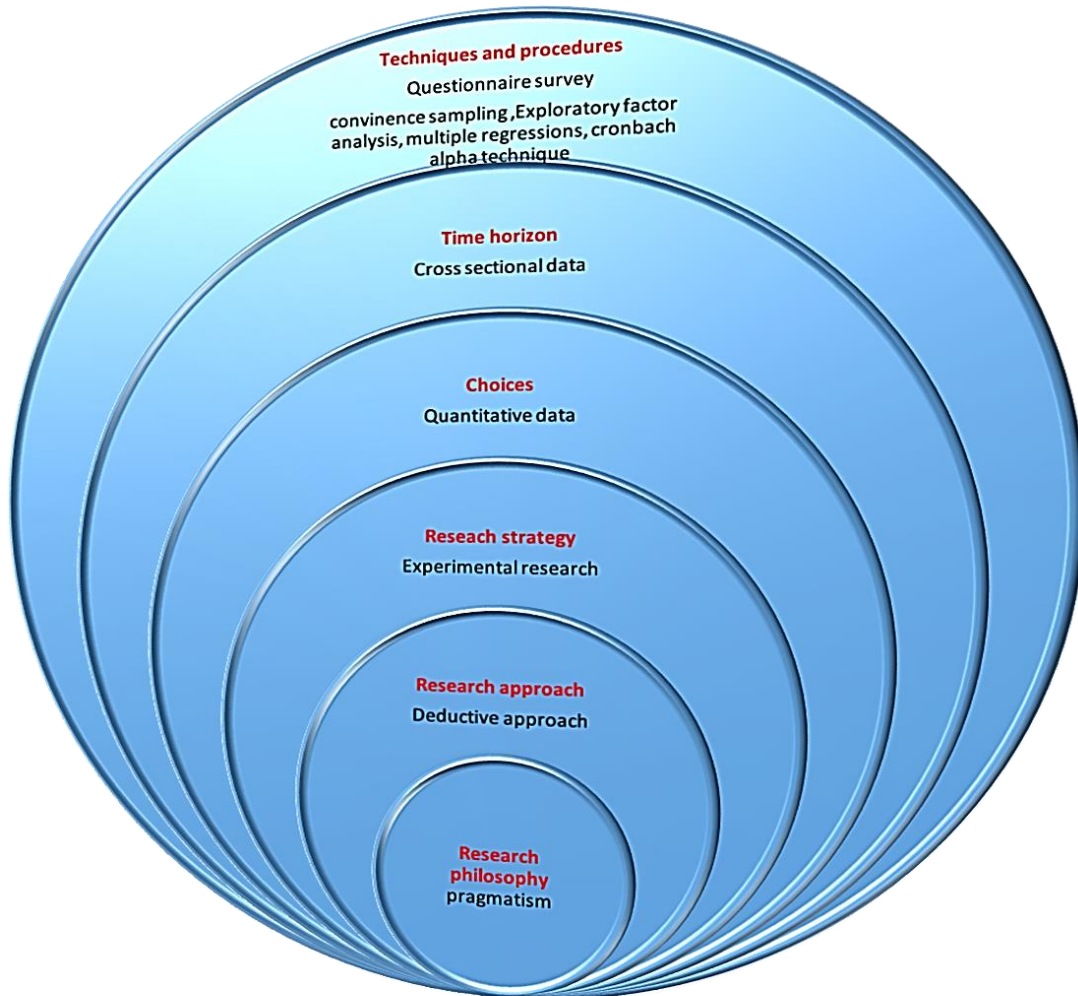 Techniques and procedures
Questionnaire survey
convinence sampling ,Exploratory factor
analysis, multiple regressions, cronbach
alpha technique
Time horizon
Cross sectional data
Choices
Quantitative data
Reseach strategy
Experimental research
Research approach
Deductive approach
Research
philosophy
pragmatism